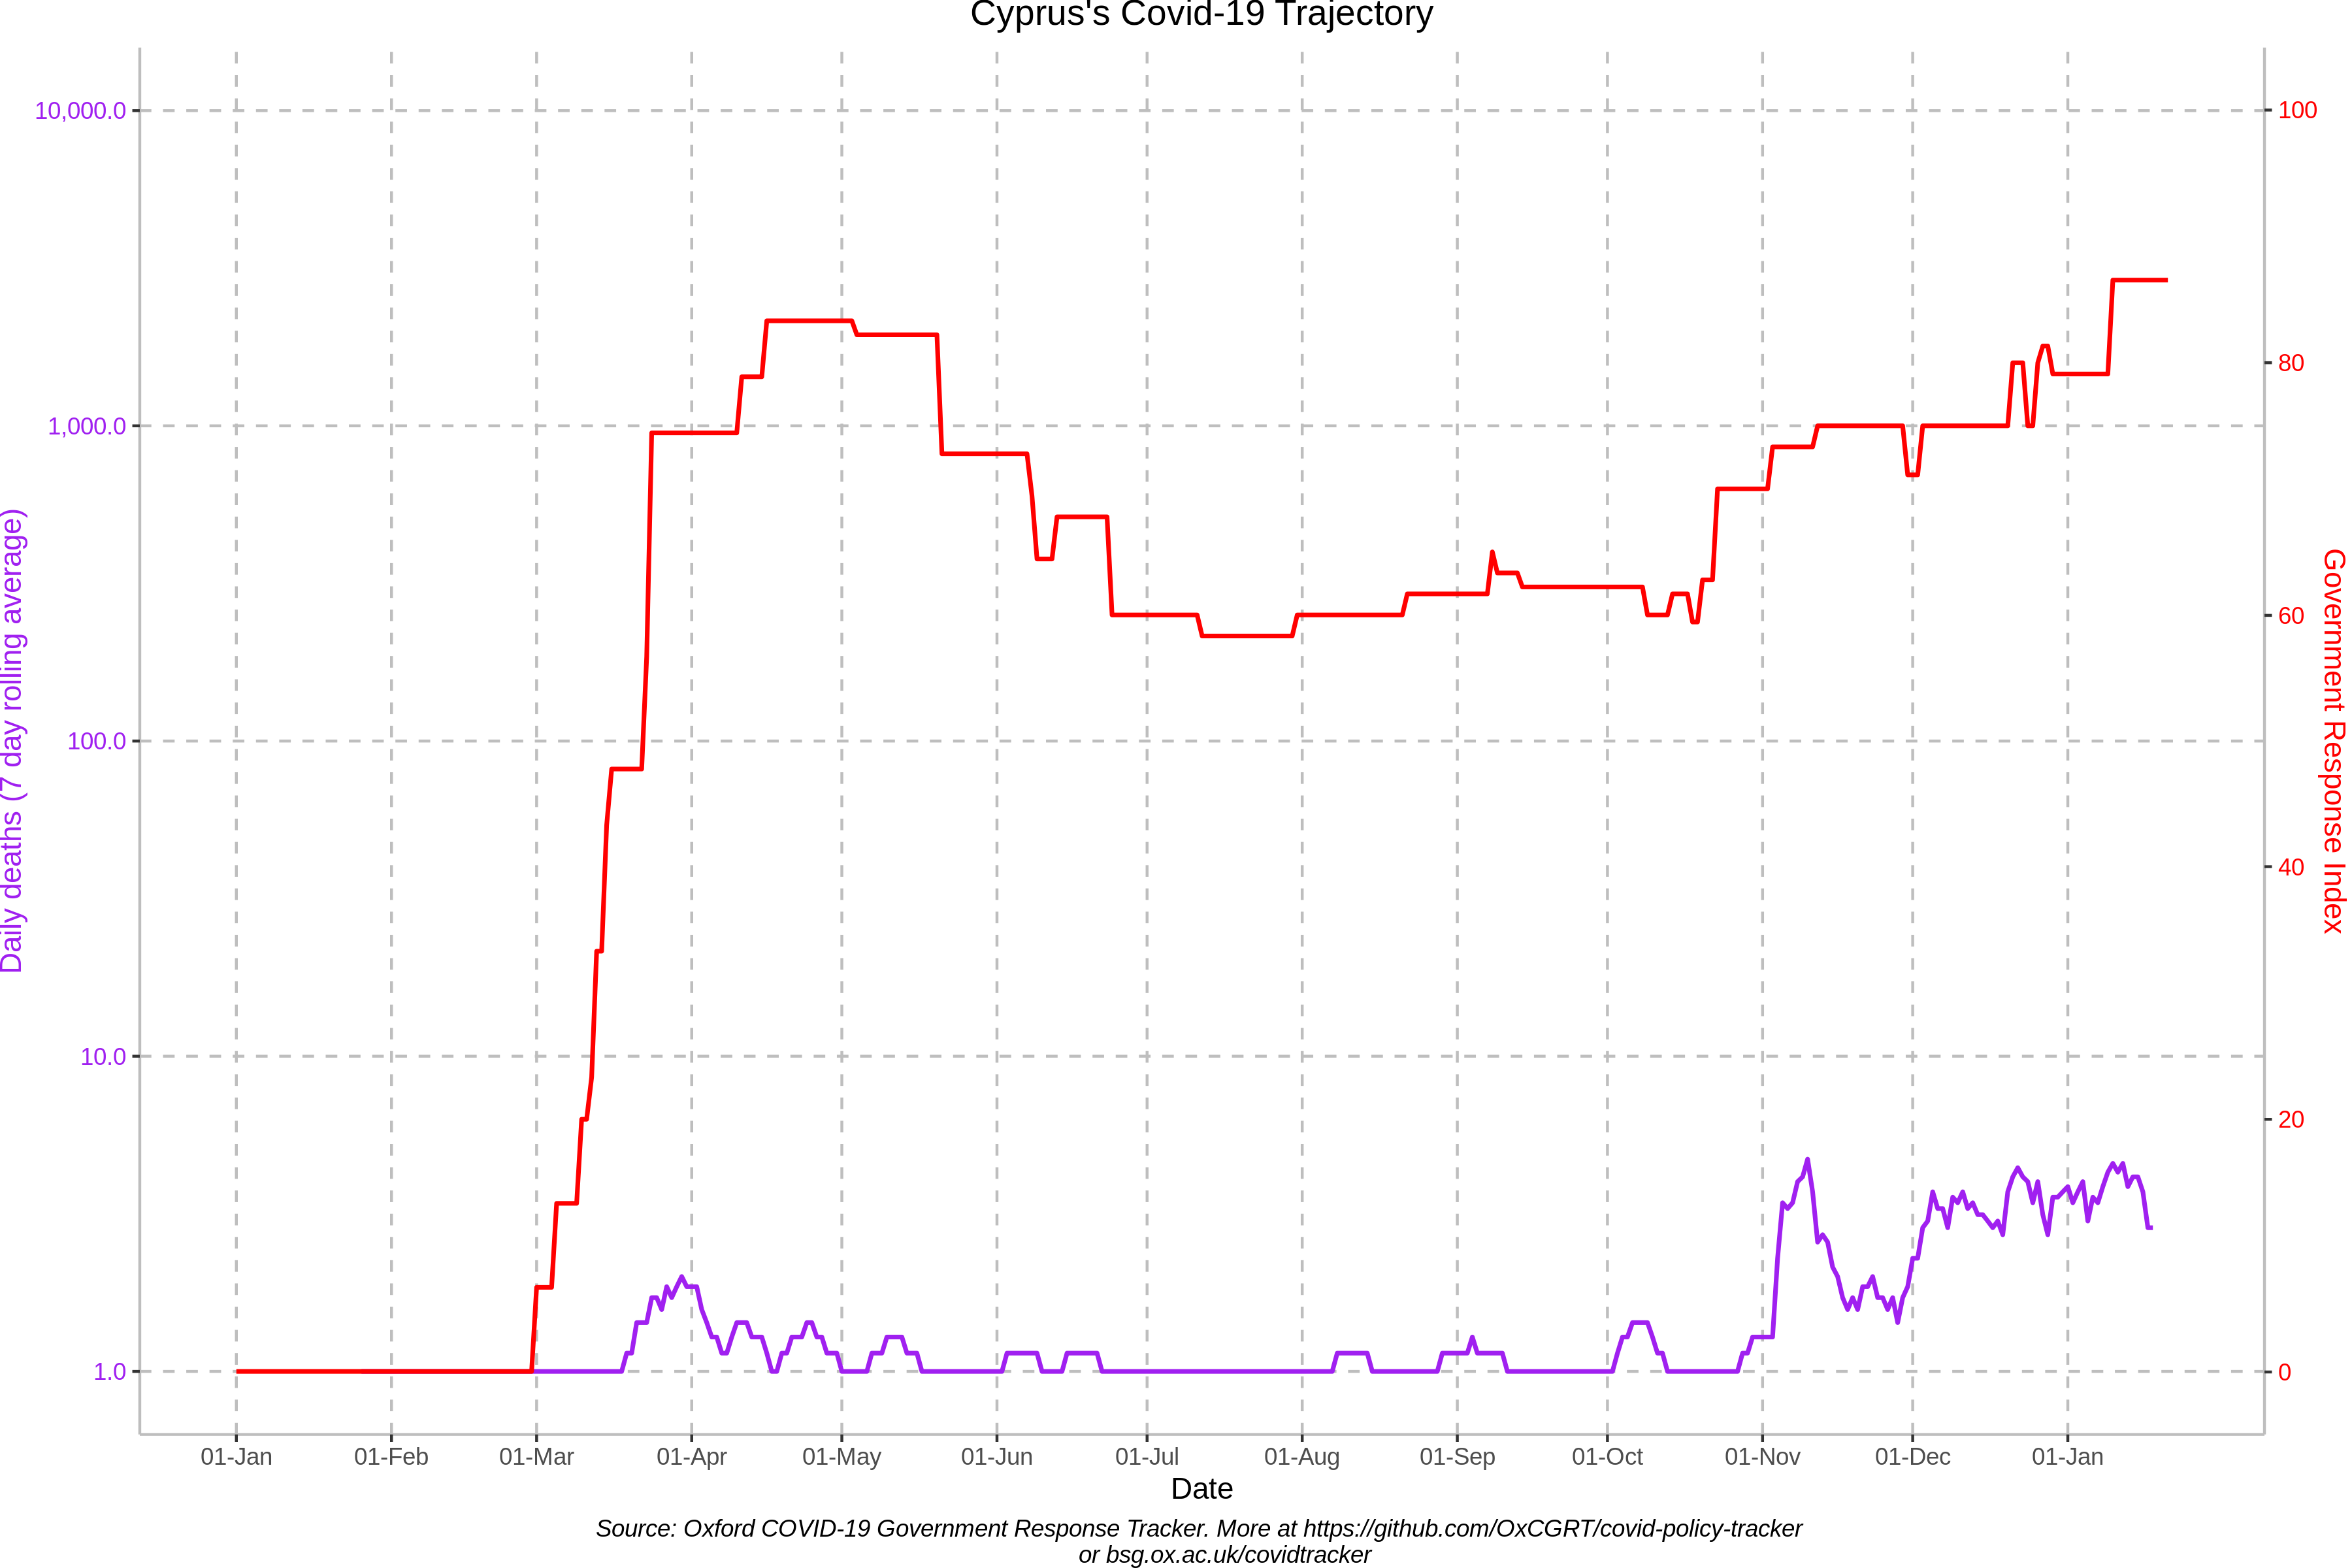 Cyprus's Covid-19 Trajectory
10,000.0
1,000.0
100.0
10.0
1.0
Daily deaths (7 day rolling average)
100
80
60
40
20
0
Government Response Index
01-Jan 01-Feb 01-Mar 01-Apr 01-May 01-Jun 01-Jul 01-Aug 01-Sep 01-Oct 01-Nov 01-Dec 01-Jan
Date
Source: Oxford COVID-19 Government Response Tracker. More at https://github.com/OxCGRT/covid-policy-tracker
or bsg.ox.ac.uk/covidtracker